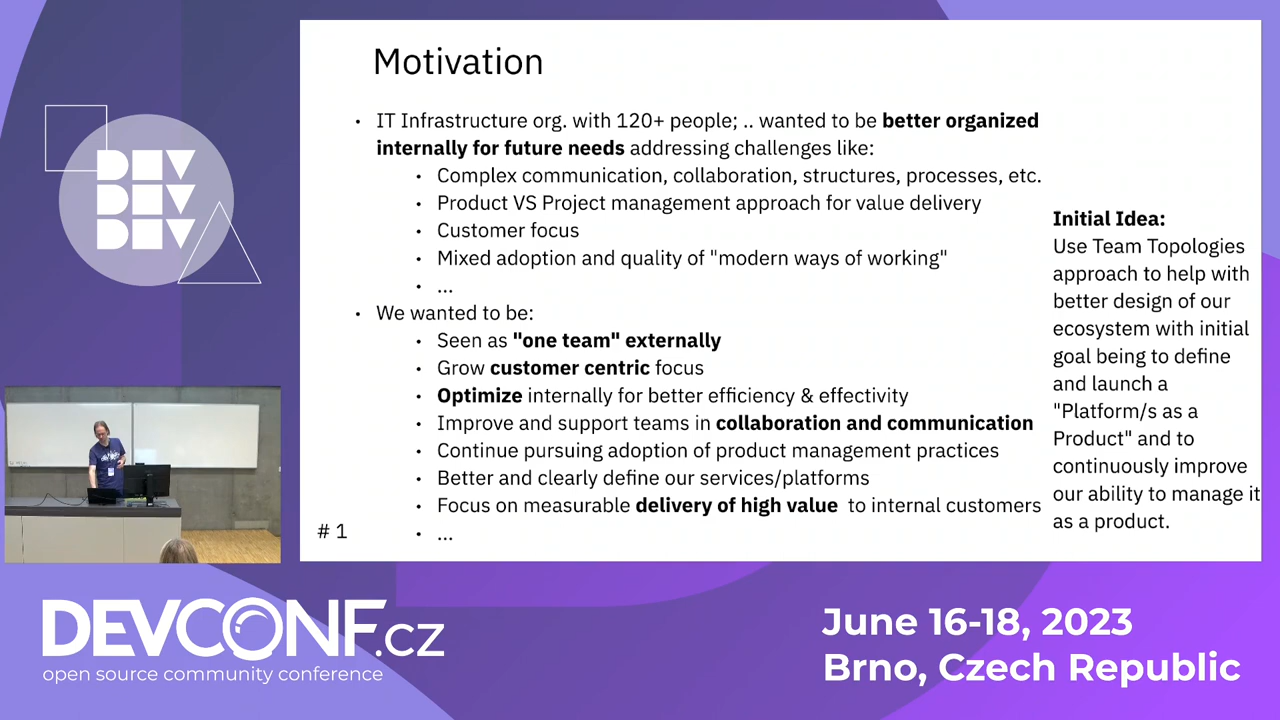 Motivation
• IT Infrastructure org. with 120+ people; .. wanted to be better organized
internally for future needs addressing challenges like:
• Complex communication, collaboration, structures, processes, etc.
• Product VS Project management approach for value delivery
• Customer focus
• Mixed adoption and quality of "modern ways of working"
• ...
• We wanted to be:
• Seen as "one team" externally
• Grow customer centric focus
• Optimize internally for better efficiency & effectivity
• Improve and support teams in collaboration and communication
• Continue pursuing adoption of product management practices
• Better and clearly define our services/platforms
• Focus on measurable delivery of high value to internal customers
• ...
# 1
Initial Idea:
Use Team Topologies
approach to help with
better design of our
ecosystem with initial
goal being to define
and launch a
"Platform/s as a
Product" and to
continuously improve
our ability to manage it
as a product.
DEV
DEV
DEV
DEVCONF.cz
open source community conference
June 16-18, 2023
Brno, Czech Republic